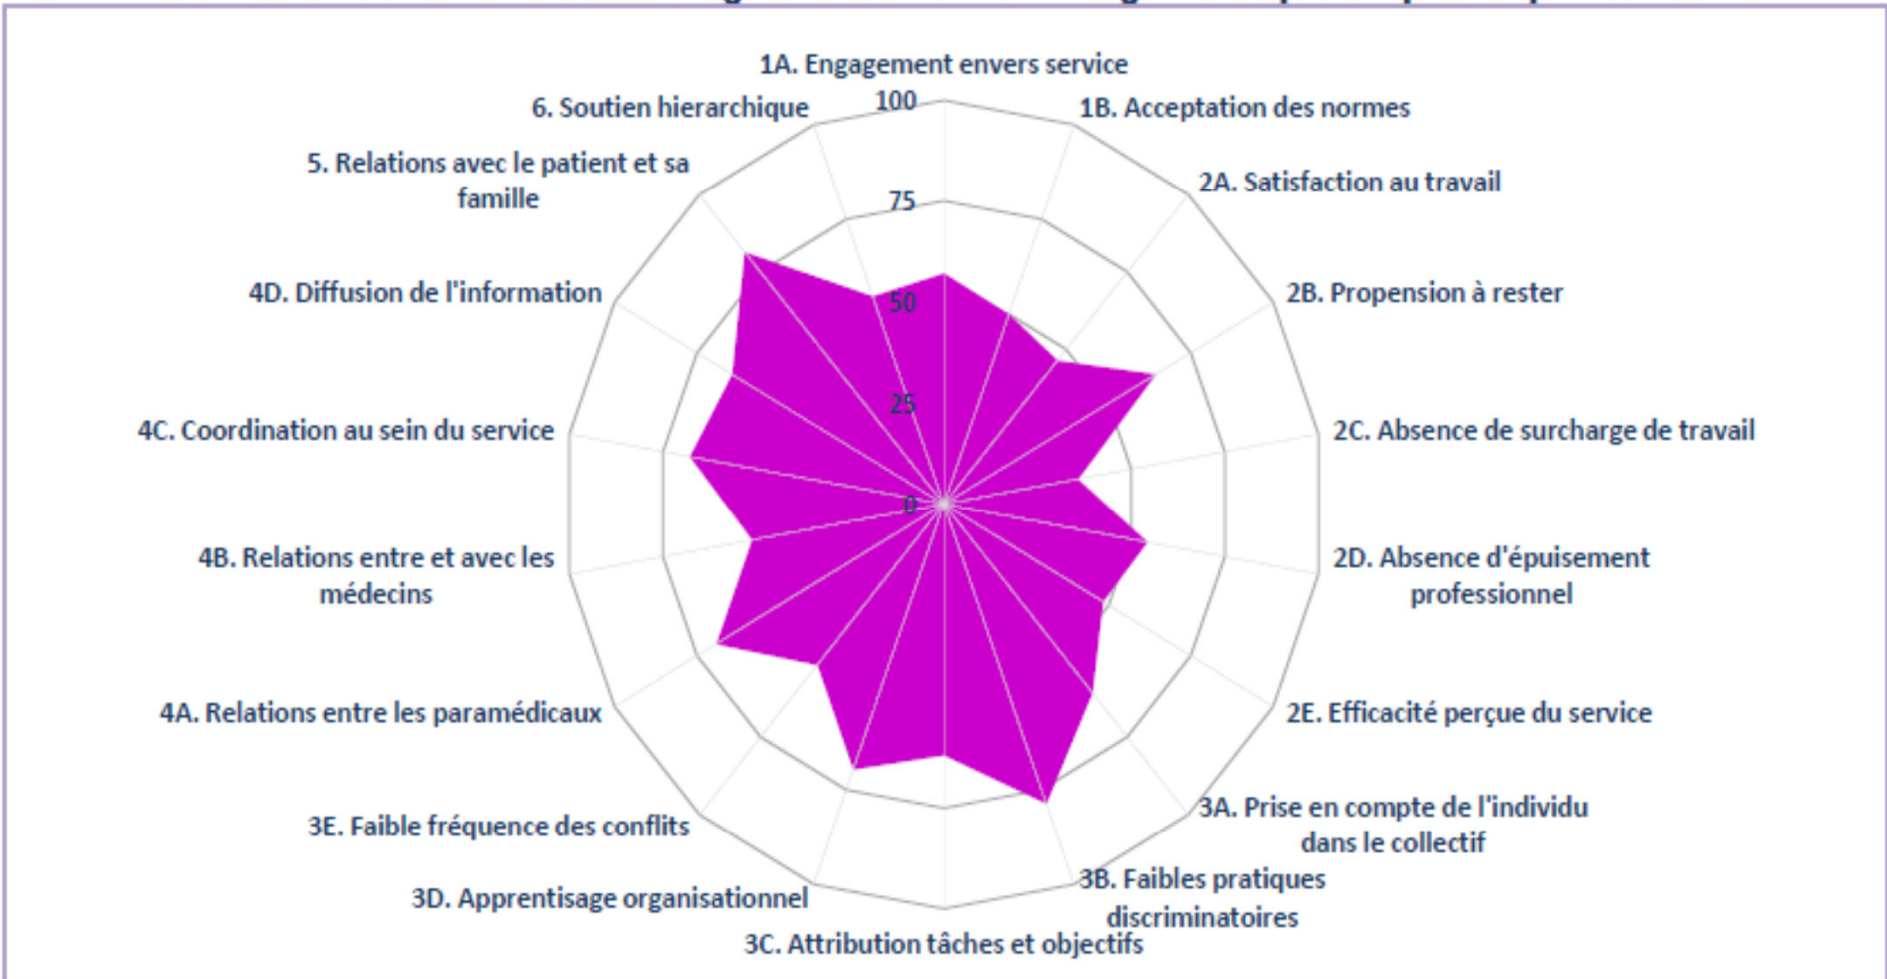 1A. Engagement envers service
6. Soutien hierarchique
100
1B. Acceptation des normes
5. Relations avec le patient et sa
famille
2A. Satisfaction au travail
75
4D. Diffusion de l'information
50
2B. Propension à rester
25
4C. Coordination au sein du service
2C. Absence de surcharge de travail
0
4B. Relations entre et avec les
médecins
2D. Absence d'épuisement
professionnel
4A. Relations entre les paramédicaux
2E. Efficacité perçue du service
3E. Faible fréquence des conflits
3A. Prise en compte de l'individu
dans le collectif
3D. Apprentisage organisationnel
3B. Faibles pratiques
discriminatoires
3C. Attribution tâches et objectifs